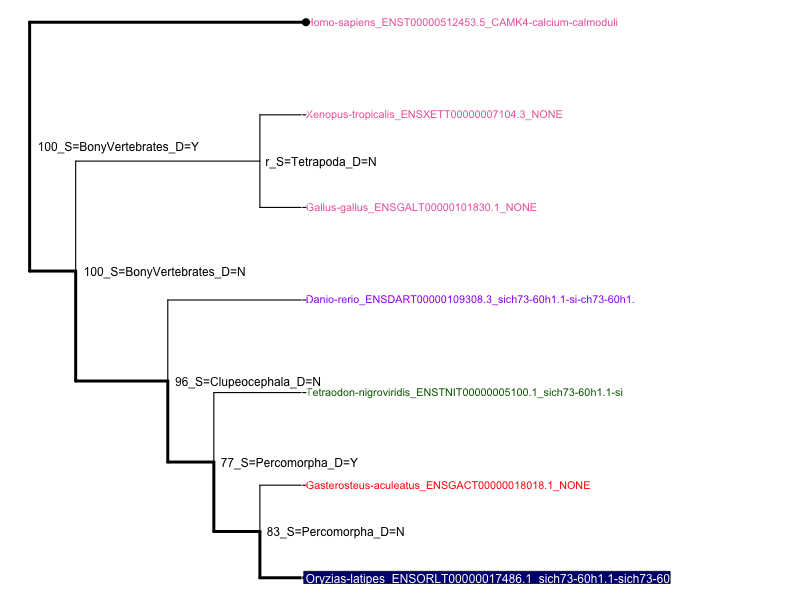 Homo-sapiens_ENST00000512453.5_CAMK4-calcium-calmoduli
Xenopus-tropicalis_ENSXETT00000007104.3_NONE
100_S=BonyVertebrates_D=Y
r_S=Tetrapoda_D=N
Gallus-gallus_ENSGALT00000101830.1_NONE
100_S=BonyVertebrates_D=N
Danio-rerio_ENSDART00000109308.3_sich73-60h1.1-si-ch73-60h1.
96_S=Clupeocephala_D=N
Tetraodon-nigroviridis_ENSTNIT00000005100.1_sich73-60h1.1-si
77_S=Percomorpha_D=Y
Gasterosteus-aculeatus_ENSGACT00000018018.1_NONE
83_S=Percomorpha_D=N
Oryzias-latipes_ENSORLT00000017486.1_sich73-60h1.1-sich73-60